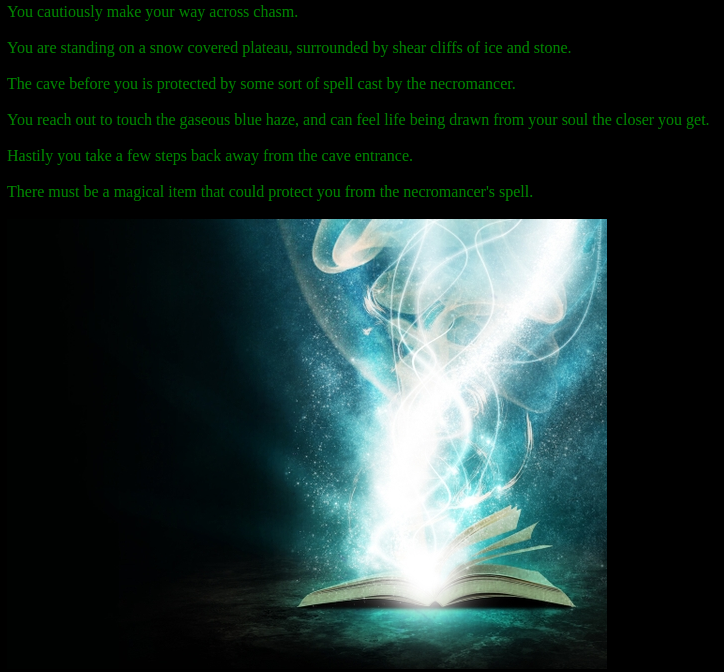 You cautiously make your way across chasm.
You are standing on a snow covered plateau, surrounded by shear cliffs of ice and stone.
The cave before you is protected by some sort of spell cast by the necromancer.
You reach out to touch the gaseous blue haze, and can feel life being drawn from your soul the closer you get.
Hastily you take a few steps back away from the cave entrance.
There must be a magical item that could protect you from the necromancer's spell.